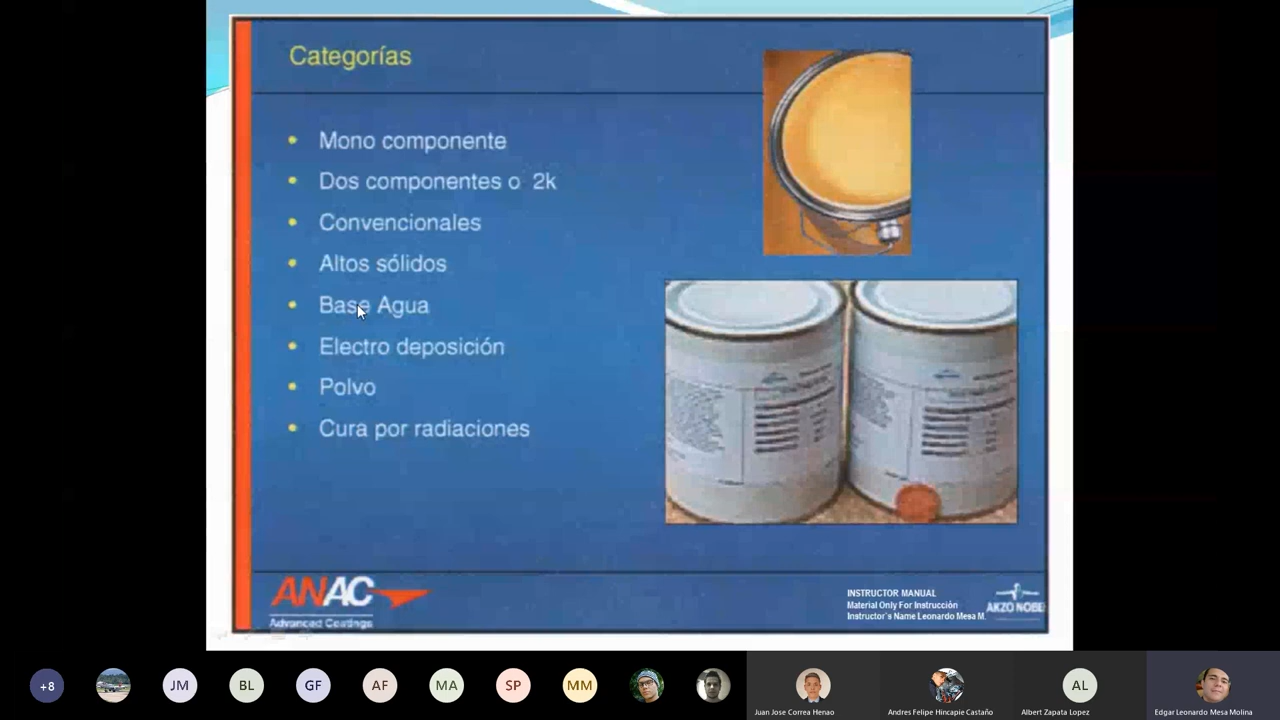 Categorías
• Mono componente
• Dos componentes o 2k
• Convencionales
• Altos sólidos
• Base Agua
• Electro deposición
• Polvo
• Cura por radiaciones
ANAC
Advanced Coatings
INSTRUCTOR MANUAL
Material Only For Instrucción
Instructor's Name Leonardo Mesa M.
AKZO NOBEL
+8
JM
BL
GF
AF
MA
SP
MM
AL
Juan Jose Correa Henao
Andres Felipe Hincapie Castaño
Albert Zapata Lopez
Edgar Leonardo Mesa Molina